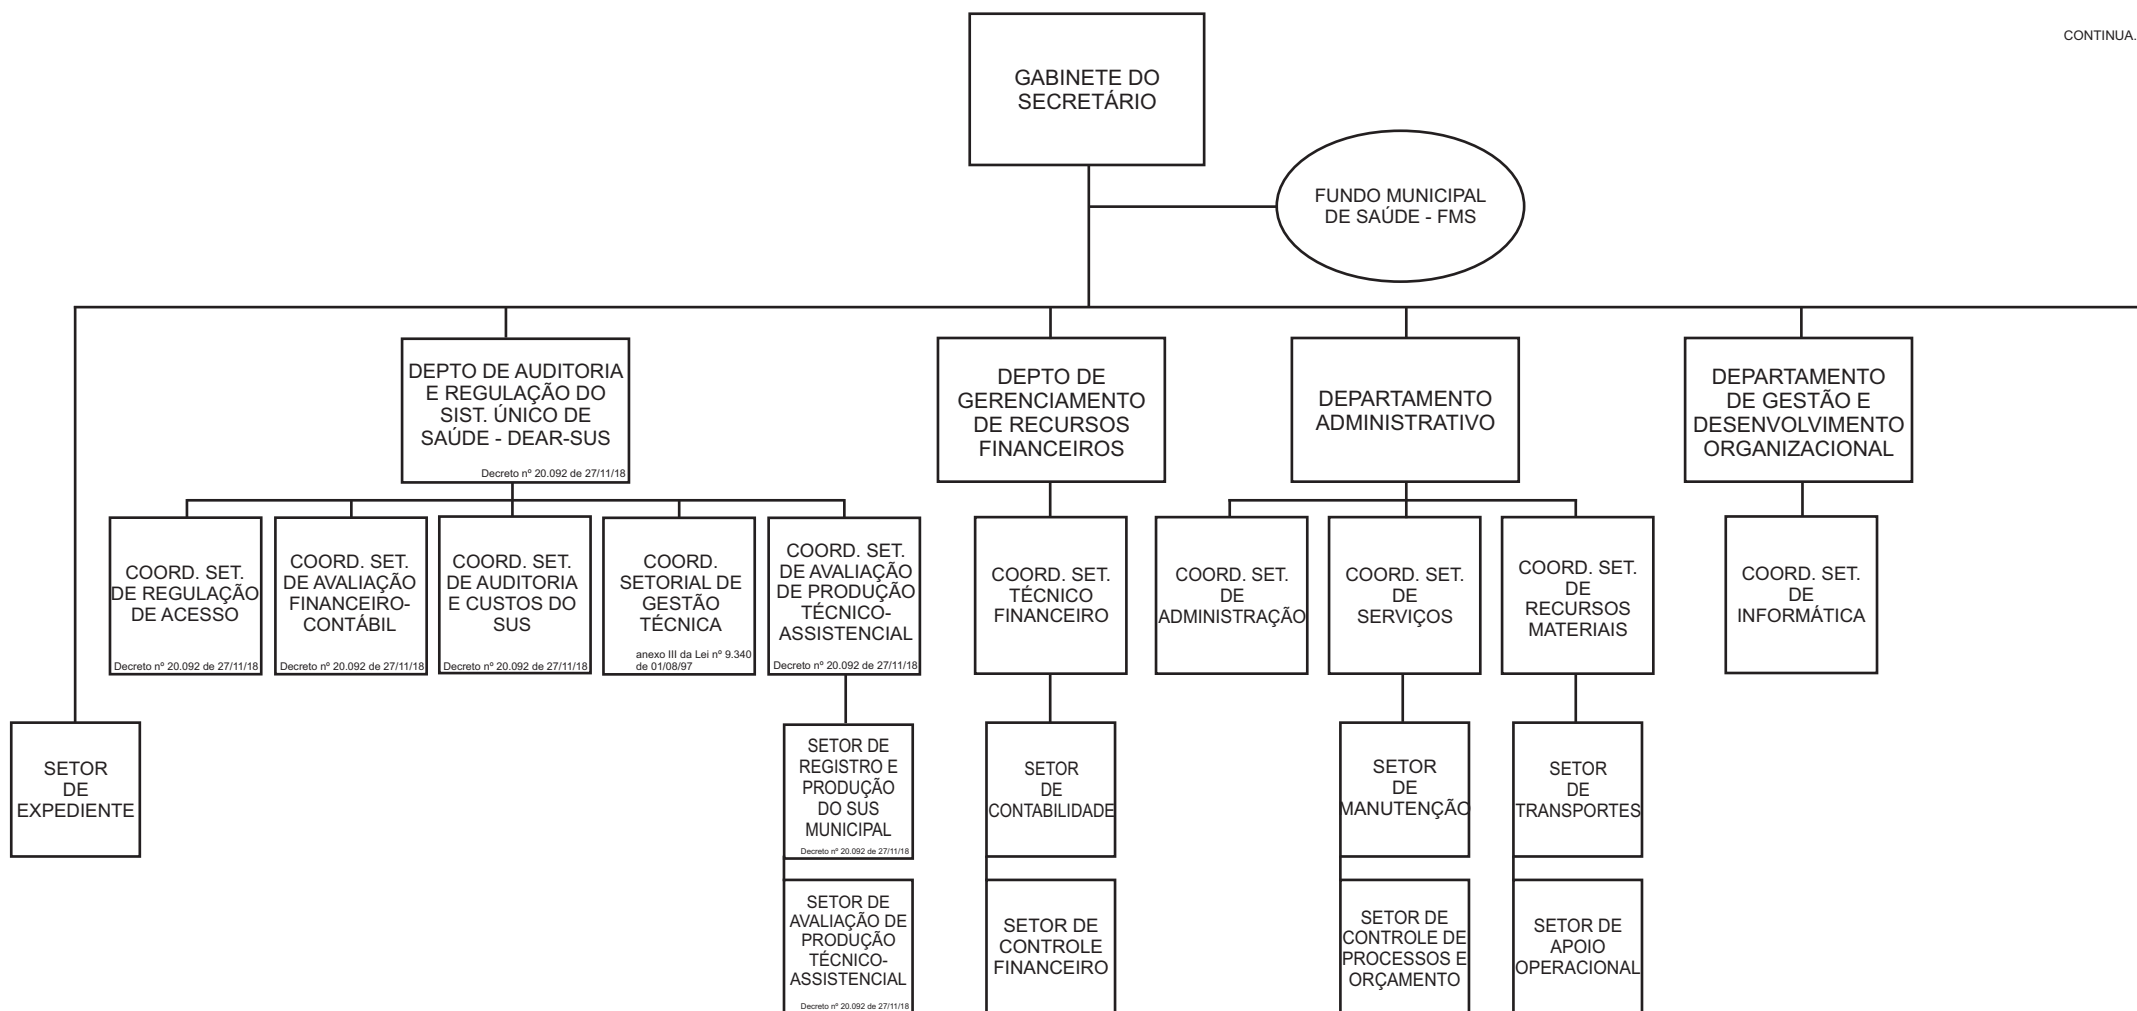 CONTINUA.
GABINETE DO
SECRETÁRIO
FUNDO MUNICIPAL
DE SAÚDE - FMS
DEPTO DE AUDITORIA
E REGULAÇÃO DO
SIST. ÚNICO DE
SAÚDE - DEAR-SUS
Decreto nº 20.092 de 27/11/18
DEPTO DE
GERENCIAMENTO
DE RECURSOS
FINANCEIROS
DEPARTAMENTO
ADMINISTRATIVO
DEPARTAMENTO
DE GESTÃO E
DESENVOLVIMENTO
ORGANIZACIONAL
COORD. SET.
DE REGULAÇÃO
DE ACESSO
Decreto nº 20.092 de 27/11/18
COORD. SET.
DE AVALIAÇÃO
FINANCEIRO-
CONTÁBIL
Decreto nº 20.092 de 27/11/18
COORD. SET.
DE AUDITORIA
E CUSTOS DO
SUS
Decreto nº 20.092 de 27/11/18
COORD.
SETORIAL DE
GESTÃO
TÉCNICA
anexo III da Lei nº 9.340
de 01/08/97
COORD. SET.
DE AVALIAÇÃO
DE PRODUÇÃO
TÉCNICO-
ASSISTENCIAL
Decreto nº 20.092 de 27/11/18
COORD. SET.
TÉCNICO
FINANCEIRO
COORD. SET.
DE
ADMINISTRAÇÃO
COORD. SET.
DE
SERVIÇOS
COORD. SET.
DE
RECURSOS
MATERIAIS
COORD. SET.
DE
INFORMÁTICA
SETOR
DE
EXPEDIENTE
SETOR DE
REGISTRO E
PRODUÇÃO
DO SUS
MUNICIPAL
Decreto nº 20.092 de 27/11/18
SETOR
DE
CONTABILIDADE
SETOR
DE
MANUTENÇÃO
SETOR
DE
TRANSPORTES
SETOR DE
AVALIAÇÃO DE
PRODUÇÃO
TÉCNICO-
ASSISTENCIAL
Decreto nº 20.092 de 27/11/18
SETOR DE
CONTROLE
FINANCEIRO
SETOR DE
CONTROLE DE
PROCESSOS E
ORÇAMENTO
SETOR DE
APOIO
OPERACIONAL